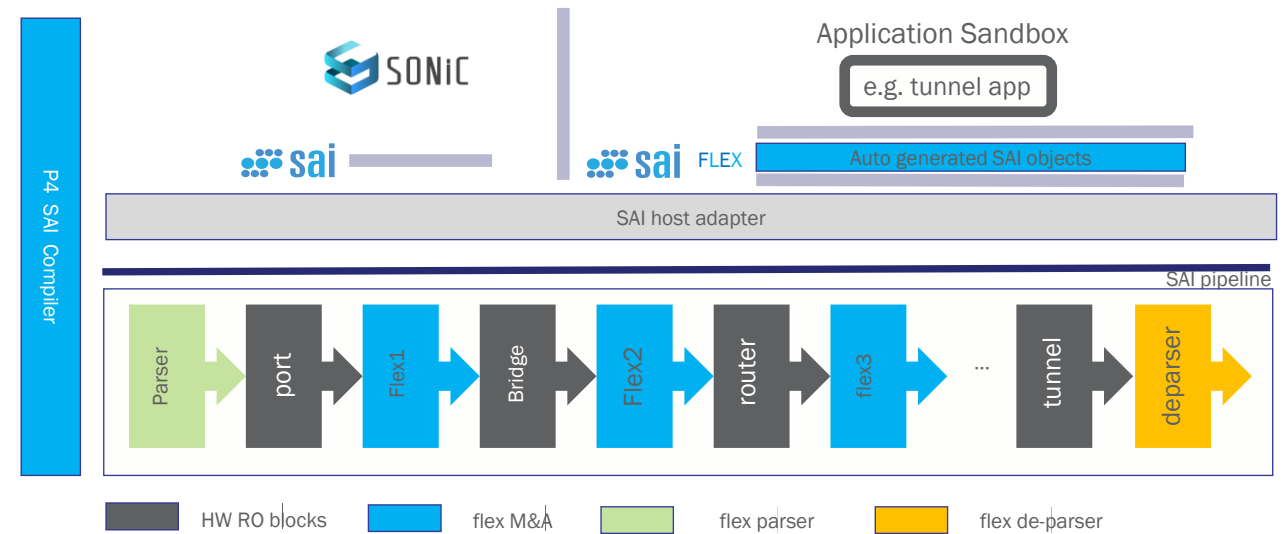 Application Sandbox
SONiC
e.g. tunnel app
sai
sai FLEX
Auto generated SAI objects
P4 SAI Compiler
SAI host adapter
SAI pipeline
Parser
port
Flex1
Bridge
Flex2
router
flex3
...
tunnel
deparser
HW RO blocks
flex M&A
flex parser
flex de-parser